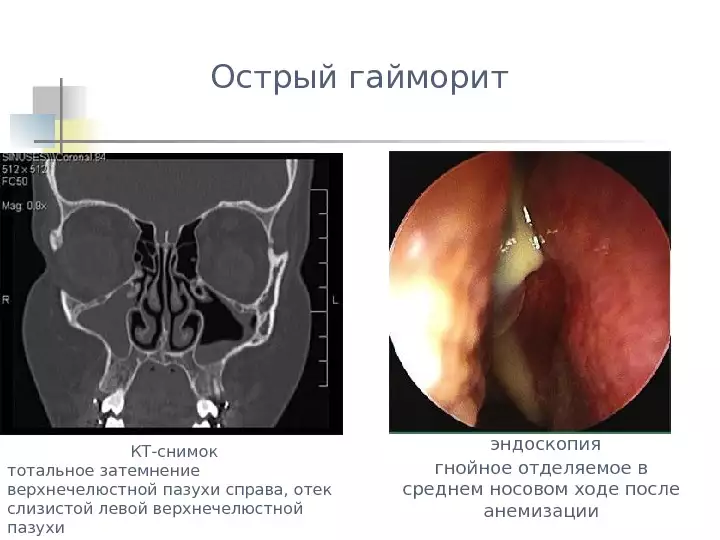 Острый гайморит
SINUSES\\Coronal.84
512 x 512
FC50
Mag: 0.8x
R
L
КТ-снимок
тотальное затемнение
верхнечелюстной пазухи справа, отек
слизистой левой верхнечелюстной
пазухи
эндоскопия
гнойное отделяемое в
среднем носовом ходе после
анемизации